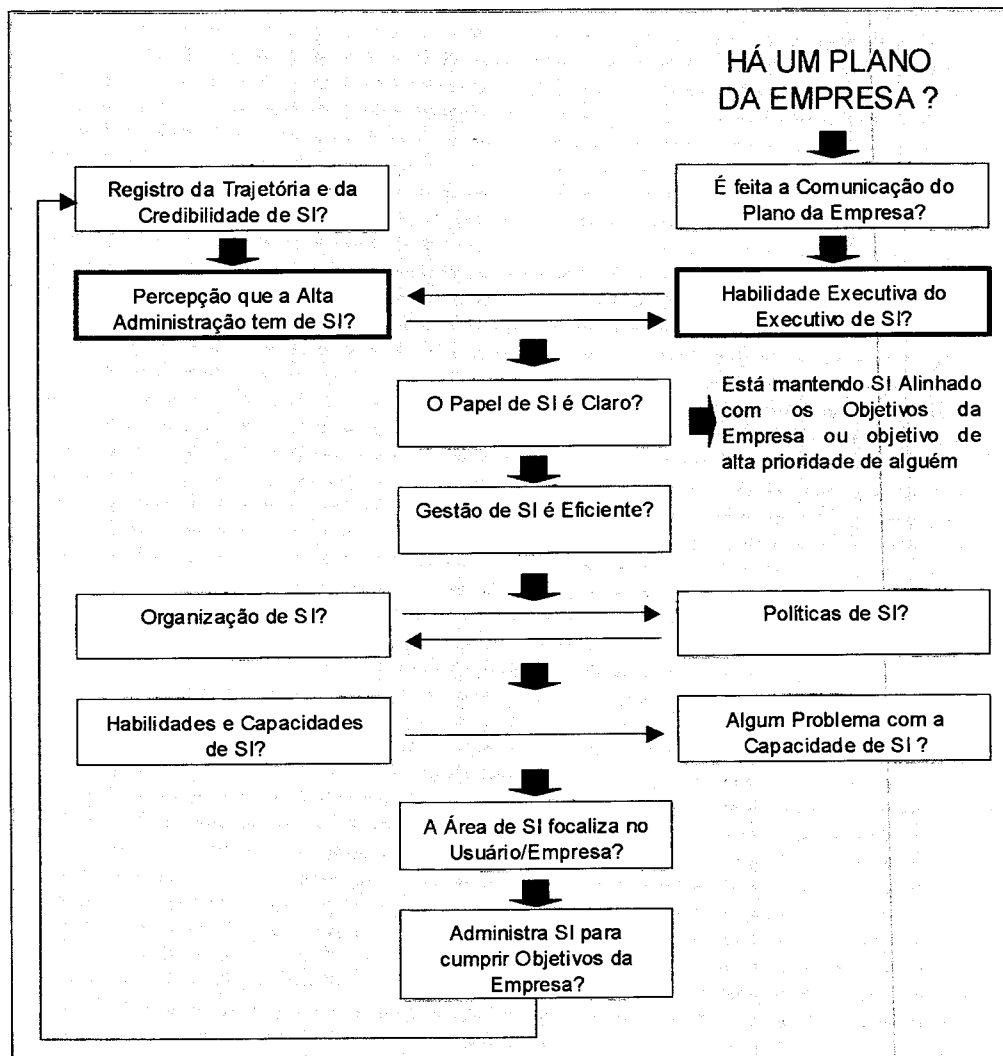 HÁ UM PLANO
DA EMPRESA ?
Registro da Trajetória e da
Credibilidade de SI?
É feita a Comunicação do
Plano da Empresa?
Percepção que a Alta
Administração tem de SI?
Habilidade Executiva do
Executivo de SI?
O Papel de SI é Claro?
Está mantendo SI Alinhado
com os Objetivos da
Empresa ou objetivo de
alta prioridade de alguém
Gestão de SI é Eficiente?
Organização de SI?
Políticas de SI?
Habilidades e Capacidades
de SI?
Algum Problema com a
Capacidade de SI ?
A Área de SI focaliza no
Usuário/Empresa?
Administra SI para
cumprir Objetivos da
Empresa?